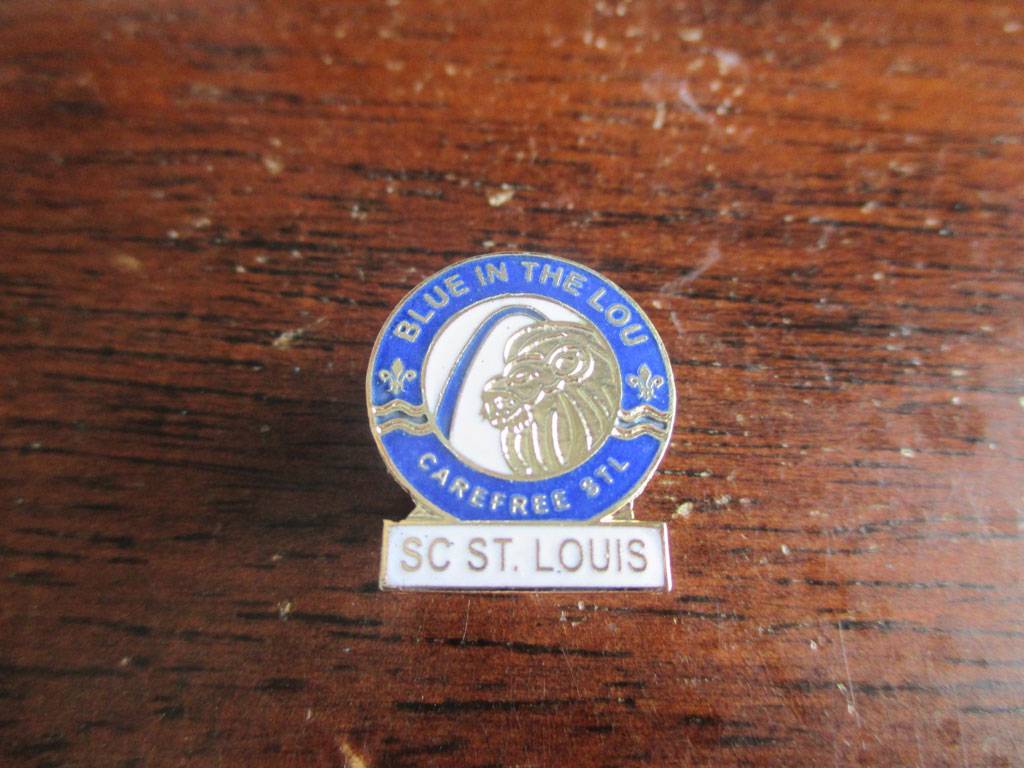 BLUE IN THE LOU
CAREFREE STL
SC ST. LOUIS